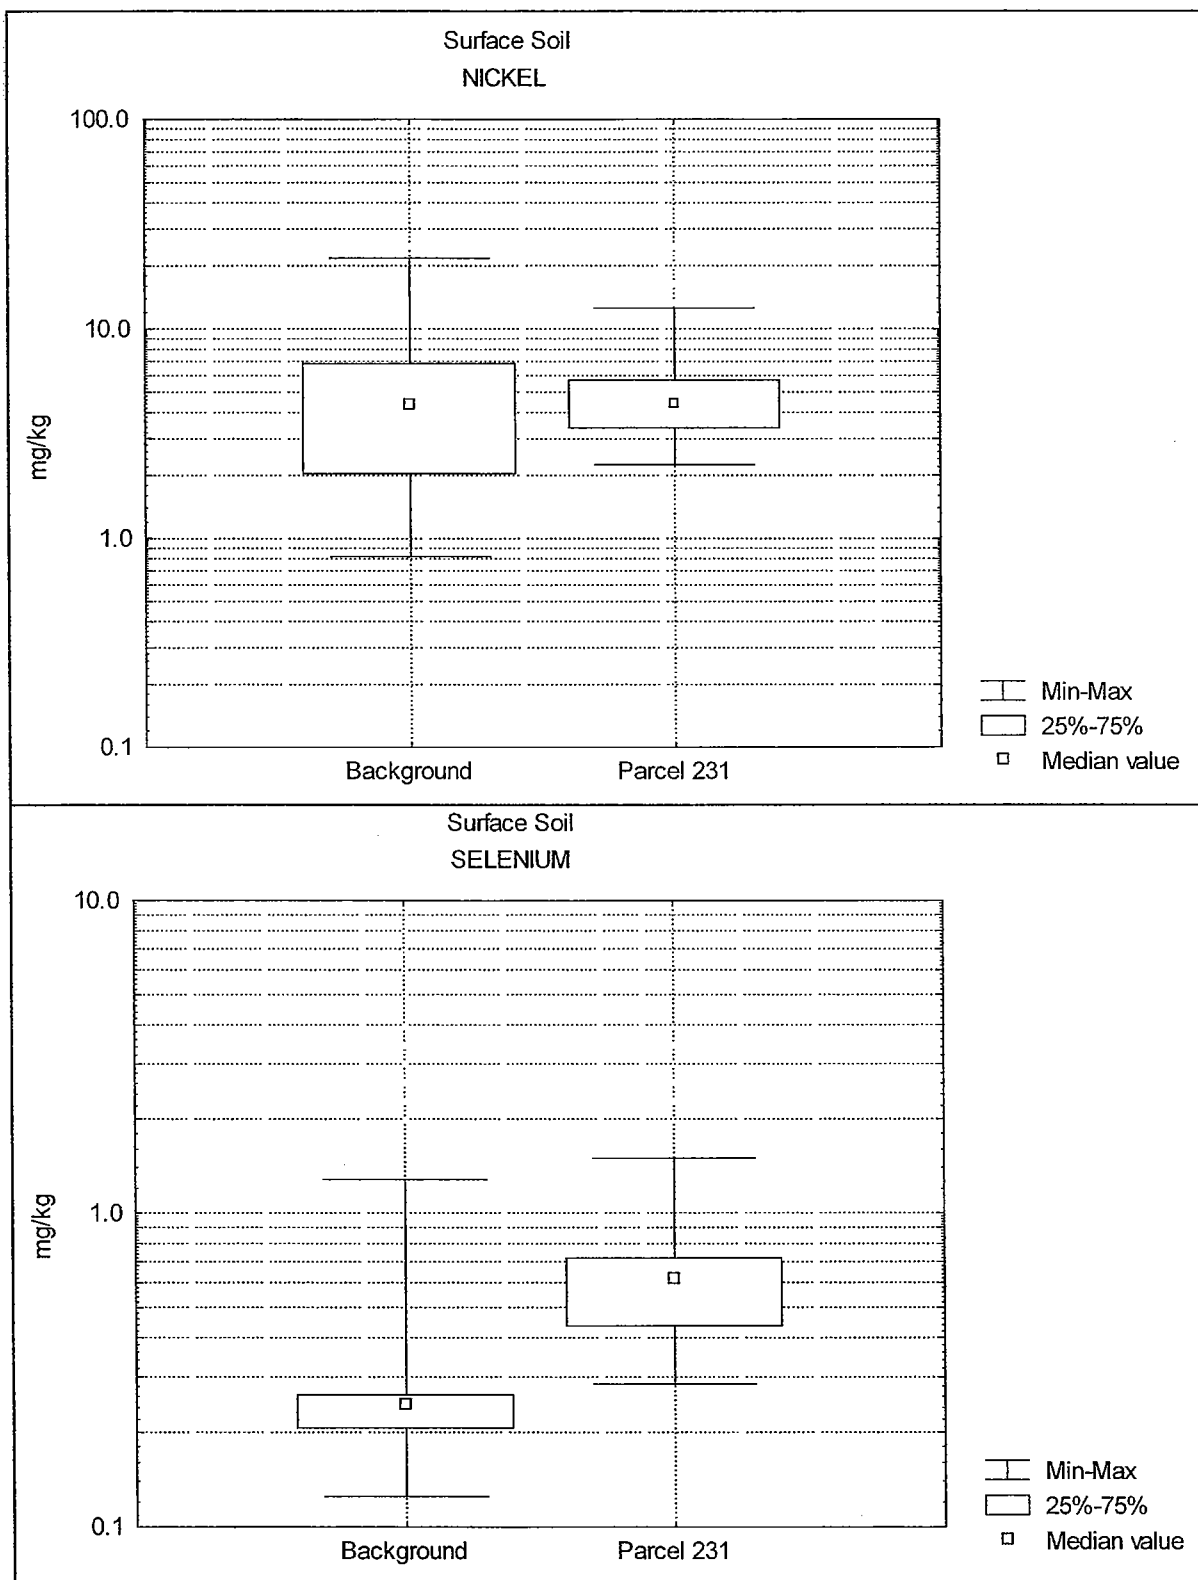 Surface Soil
NICKEL
100.0
10.0
1.0
0.1
mg/kg
Background Parcel 231
Min-Max
25%-75%
Median value
Surface Soil
SELENIUM
10.0
1.0
0.1
mg/kg
Background Parcel 231
Min-Max
25%-75%
Median value